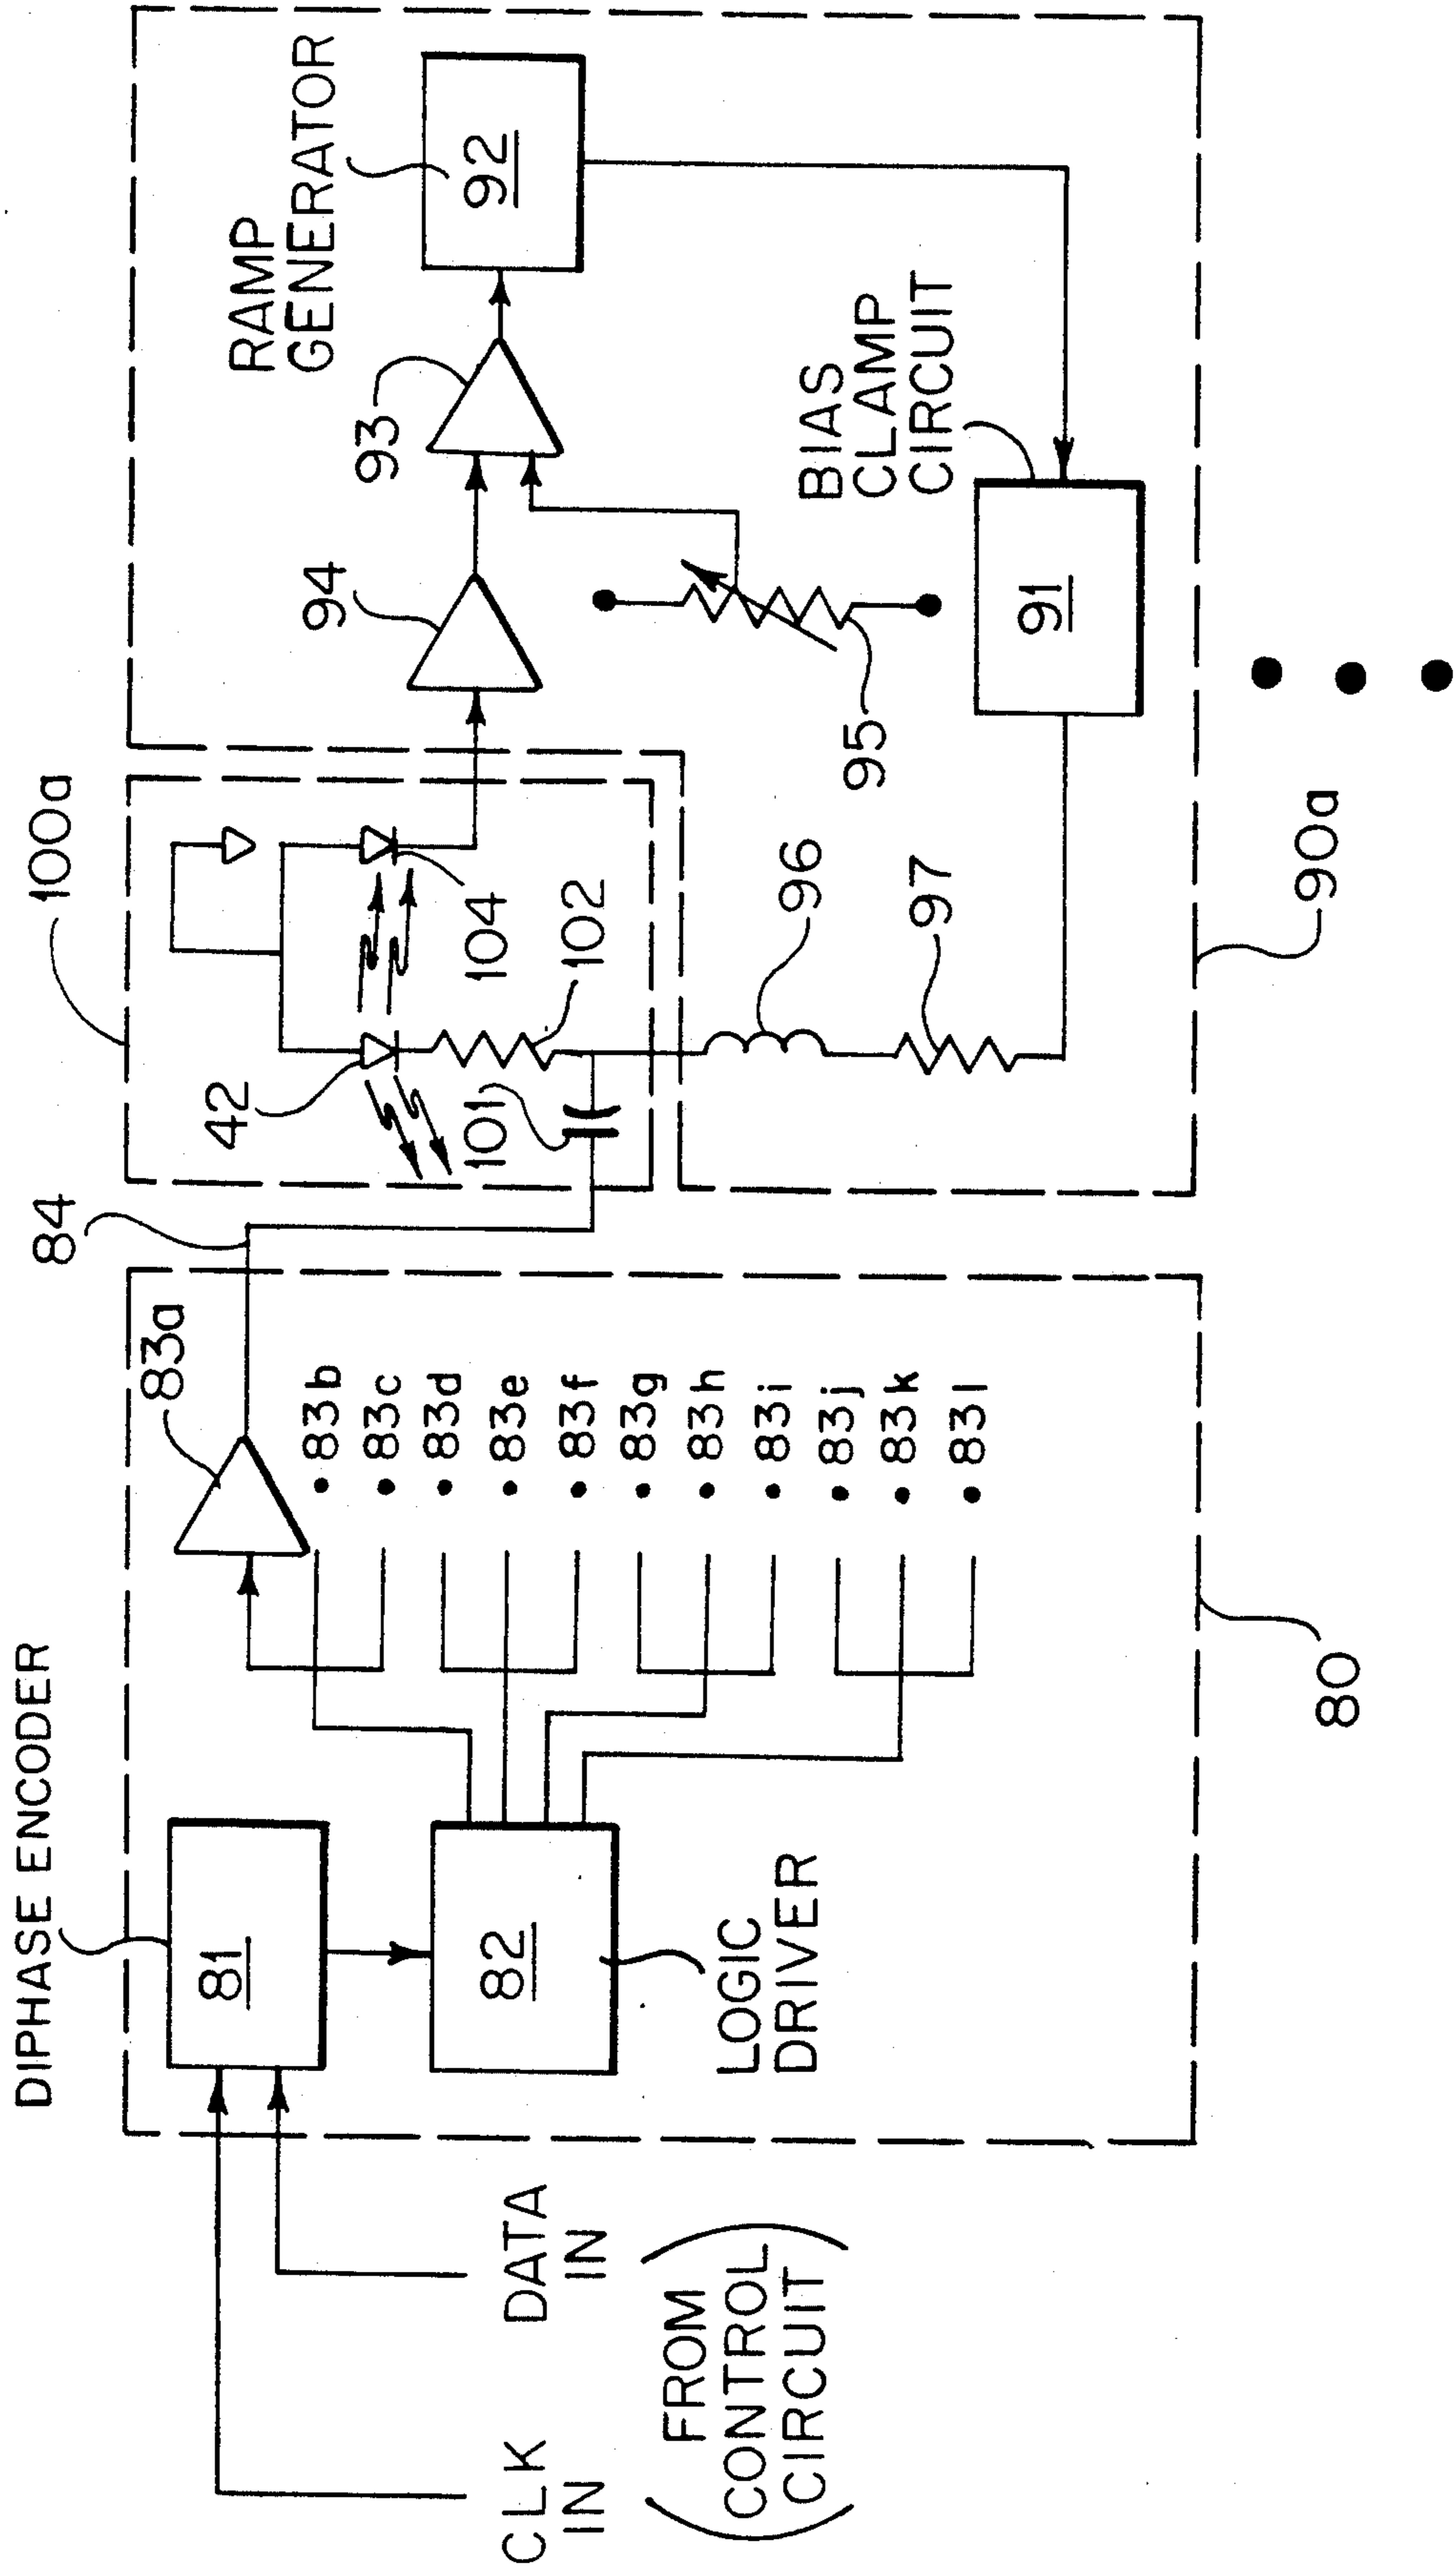 DIPHASE ENCODER
81
82
LOGIC
DRIVER
CLK
IN
DATA
IN
(FROM
CONTROL
CIRCUIT)
83a
83b
83c
83d
83e
83f
83g
83h
83i
83j
83k
83l
80
84
100a
42
101
102
104
94
93
RAMP
GENERATOR
92
95
BIAS
CLAMP
CIRCUIT
91
96
97
90a